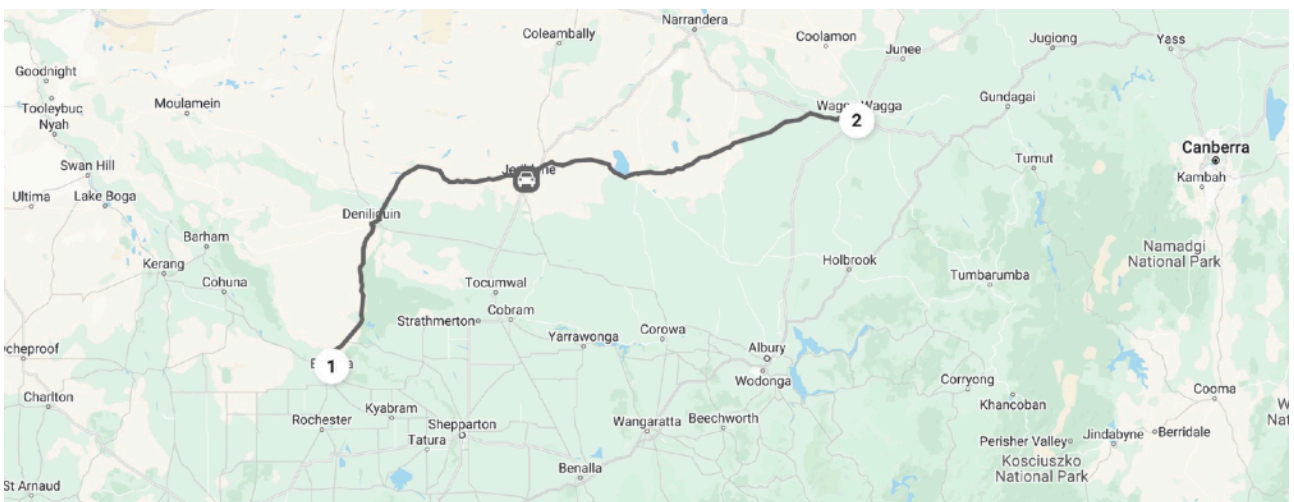 Narrandera
Coleambally
Coolamon
Junee
Jugiong
Yass
Goodnight
Tooleybuc
Nyah
Moulamein
Wagga Wagga
2
Gundagai
Canberra
Kambah
Tumut
Swan Hill
Ultima
Lake Boga
Deniliquin
Barham
Kerang
Cohuna
Holbrook
Tumbarumba
Namadgi
National Park
Tocumwal
Cobram
Strathmerton
Yarrawonga
Corowa
Albury
Wodonga
1
Corryong
Khancoban
Cooma
Charlton
Rochester
Kyabram
Shepparton
Tatura
Wangaratta
Beechworth
Benalla
Perisher Valley
Jindabyne
Berridale
Kosciuszko
National Park
St Arnaud